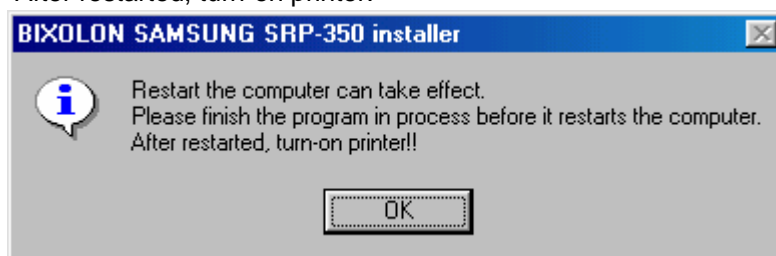 After restarted, turn-on printer.
BIXOLON SAMSUNG SRP-350 installer
Restart the computer can take effect.
Please finish the program in process before it restarts the computer.
After restarted, turn-on printer!!
OK